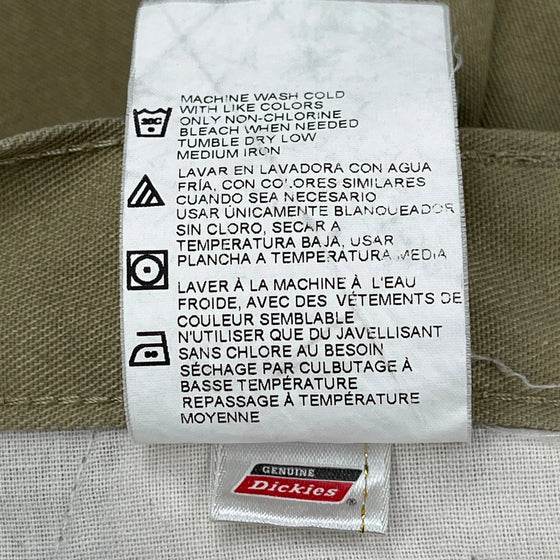 30C
MACHINE WASH COLD
WITH LIKE COLORS
ONLY NON-CHLORINE
BLEACH WHEN NEEDED
TUMBLE DRY LOW
MEDIUM IRON
LAVAR EN LAVADORA CON AGUA
FRÍA, CON COLORES SIMILARES
CUANDO SEA NECESARIO
USAR ÚNICAMENTE BLANQUEADOR
SIN CLORO, SECAR A
TEMPERATURA BAJA, USAR
PLANCHA A TEMPERATURA MEDIA
LAVER À LA MACHINE À L'EAU
FROIDE, AVEC DES VÉTEMENTS DE
COULEUR SEMBLABLE
N'UTILISER QUE DU JAVELLISANT
SANS CHLORE AU BESOIN
SÉCHAGE PAR CULBUTAGE À
BASSE TEMPÉRATURE
REPASSAGE À TEMPÉRATURE
MOYENNE
GENUINE
Dickies®